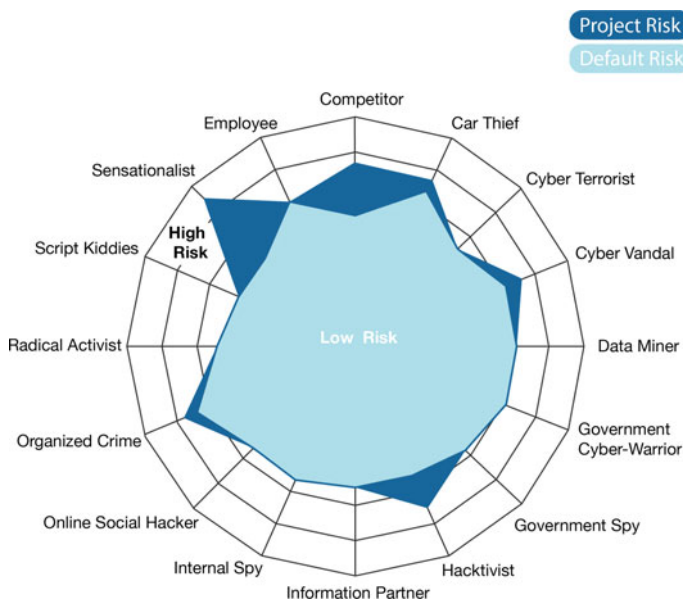 Project Risk
Default Risk
Competitor
Employee
Car Thief
Sensationalist
Cyber Terrorist
High
Risk
Script Kiddies
Cyber Vandal
Low Risk
Radical Activist
Data Miner
Organized Crime
Government
Cyber-Warrior
Online Social Hacker
Government Spy
Internal Spy
Hacktivist
Information Partner